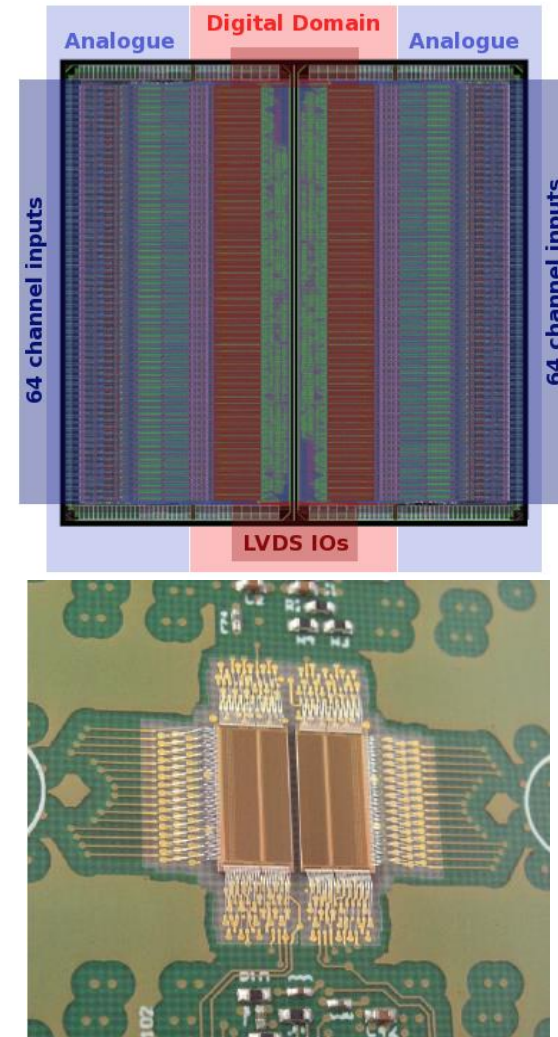 Digital Domain
Analogue
Analogue
64 channel inputs
64 channel inputs
LVDS IOs